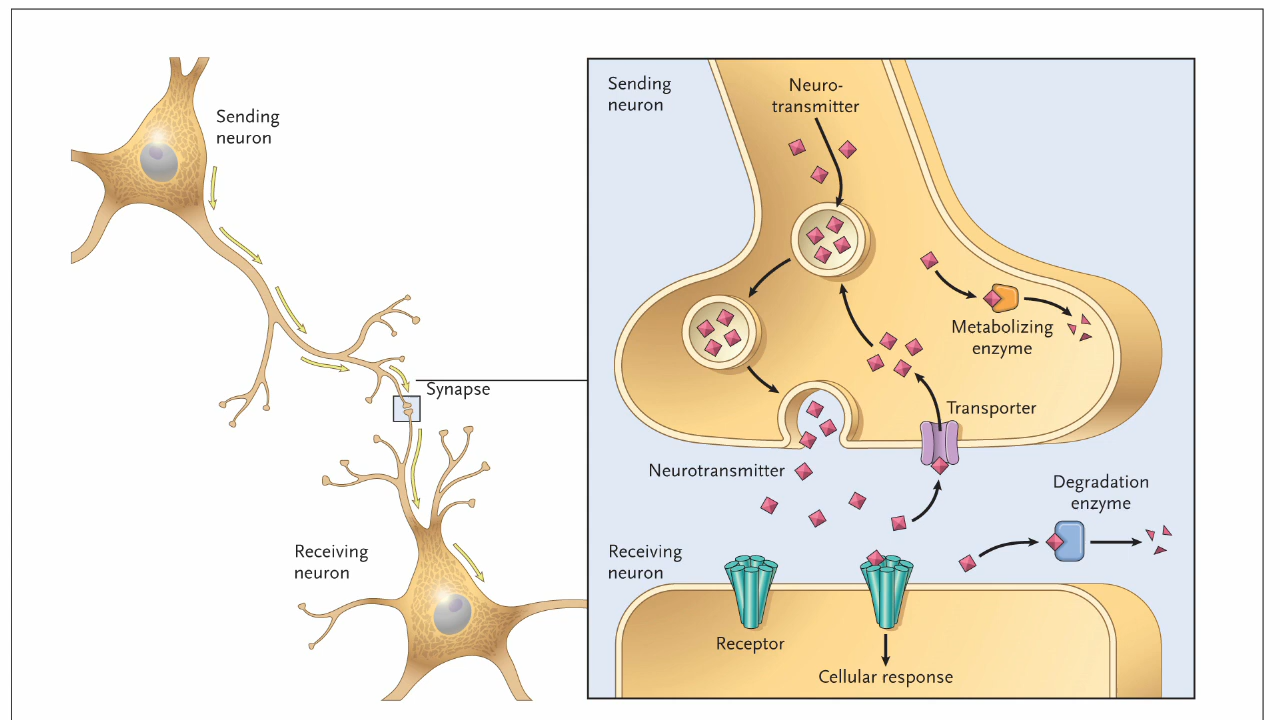 Sending
neuron
Synapse
Receiving
neuron
Sending
neuron
Neuro-
transmitter
Metabolizing
enzyme
Transporter
Neurotransmitter
Degradation
enzyme
Receiving
neuron
Receptor
Cellular response